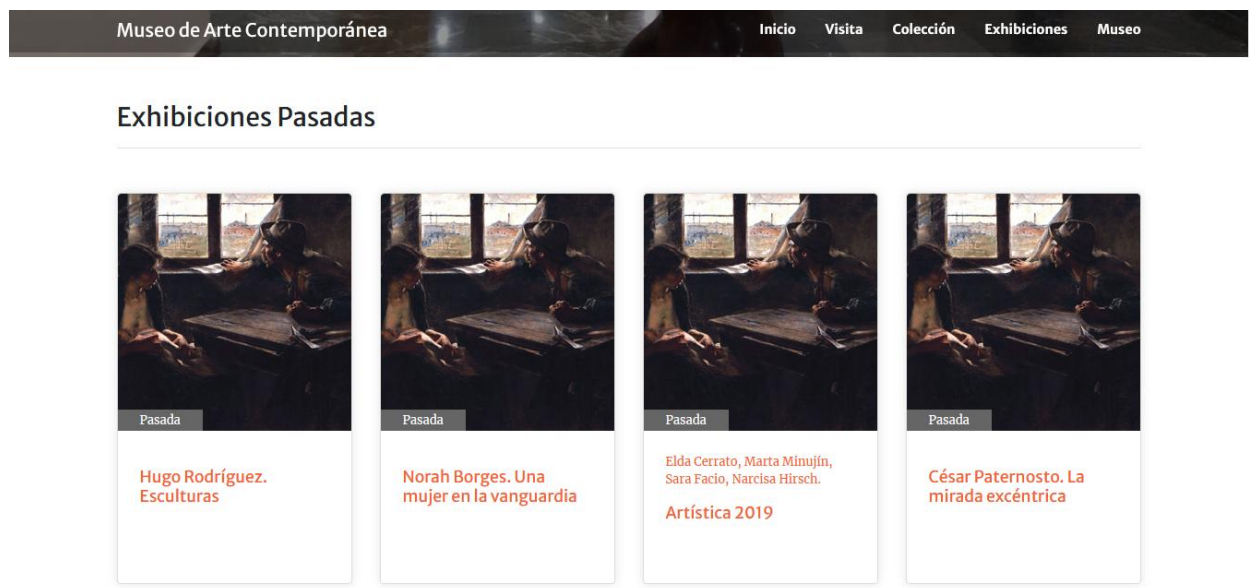 Museo de Arte Contemporánea
Inicio Visita Colección Exhibiciones Museo
Exhibiciones Pasadas
Pasada
Hugo Rodríguez.
Esculturas
Pasada
Norah Borges. Una
mujer en la vanguardia
Pasada
Elda Cerrato, Marta Minujín,
Sara Facio, Narcisa Hirsch.
Artística 2019
Pasada
César Paternosto. La
mirada excéntrica